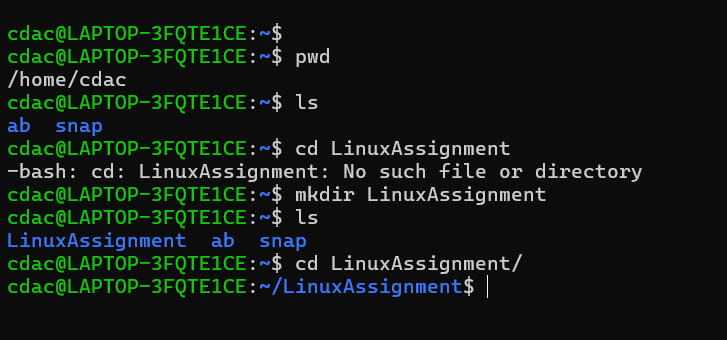 cdac@LAPTOP-3FQTE1CE:~$
cdac@LAPTOP-3FQTE1CE:~$ pwd
/home/cdac
cdac@LAPTOP-3FQTE1CE:~$ ls
ab  snap
cdac@LAPTOP-3FQTE1CE:~$ cd LinuxAssignment
-bash: cd: LinuxAssignment: No such file or directory
cdac@LAPTOP-3FQTE1CE:~$ mkdir LinuxAssignment
cdac@LAPTOP-3FQTE1CE:~$ ls
LinuxAssignment  ab  snap
cdac@LAPTOP-3FQTE1CE:~$ cd LinuxAssignment/
cdac@LAPTOP-3FQTE1CE:~/LinuxAssignment$